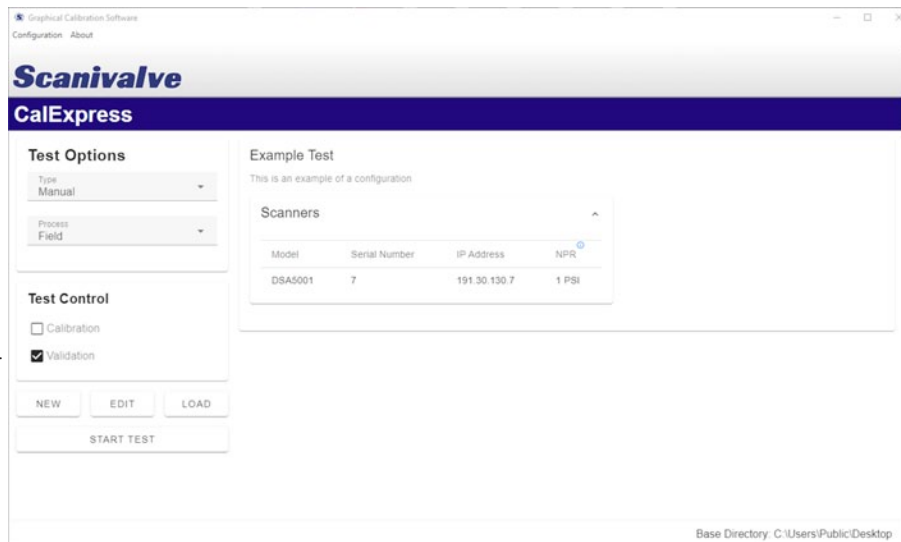 Graphical Calibration Software
Configuration About
Scanivalve
CalExpress
Test Options
Type
Manual
Process
Field
Test Control
Calibration
Validation
NEW EDIT LOAD
START TEST
Example Test
This is an example of a configuration
Scanners
Model Serial Number IP Address NPR
DSA5001 7 191.30.130.7 1 PSI
Base Directory: C:\Users\Public\Desktop